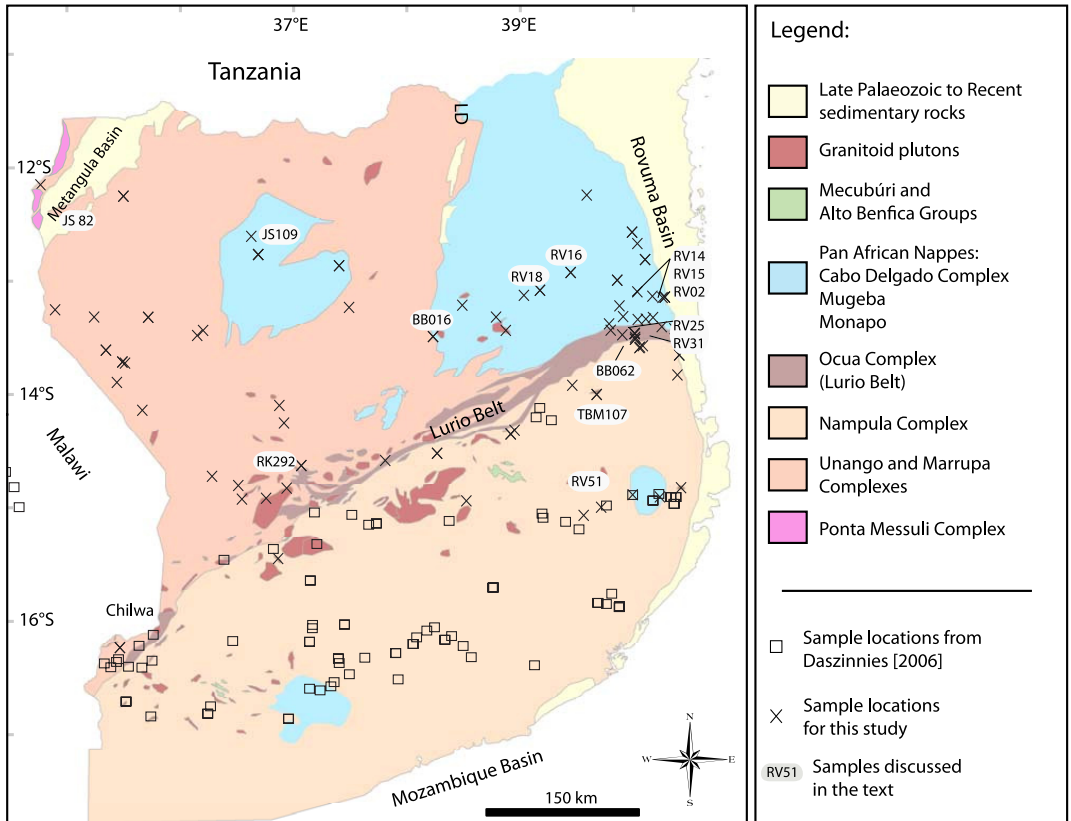 37°E
39°E
Tanzania
LD
12°S
Metangula Basin
Rovuma Basin
JS 82
JS109
RV16
RV14
RV18
RV15
RV02
BB016
RV25
RV31
BB062
14°S
TBM107
Lurio Belt
Malawi
RK292
RV51
Chilwa
16°S
N
W
E
S
Mozambique Basin
150 km
Legend:
Late Palaeozoic to Recent
sedimentary rocks
Granitoid plutons
Mecubúri and
Alto Benfica Groups
Pan African Nappes:
Cabo Delgado Complex
Mugeba
Monapo
Ocua Complex
(Lurio Belt)
Nampula Complex
Unango and Marrupa
Complexes
Ponta Messuli Complex
Sample locations from
Daszinnies [2006]
Sample locations
for this study
RV51
Samples discussed
in the text